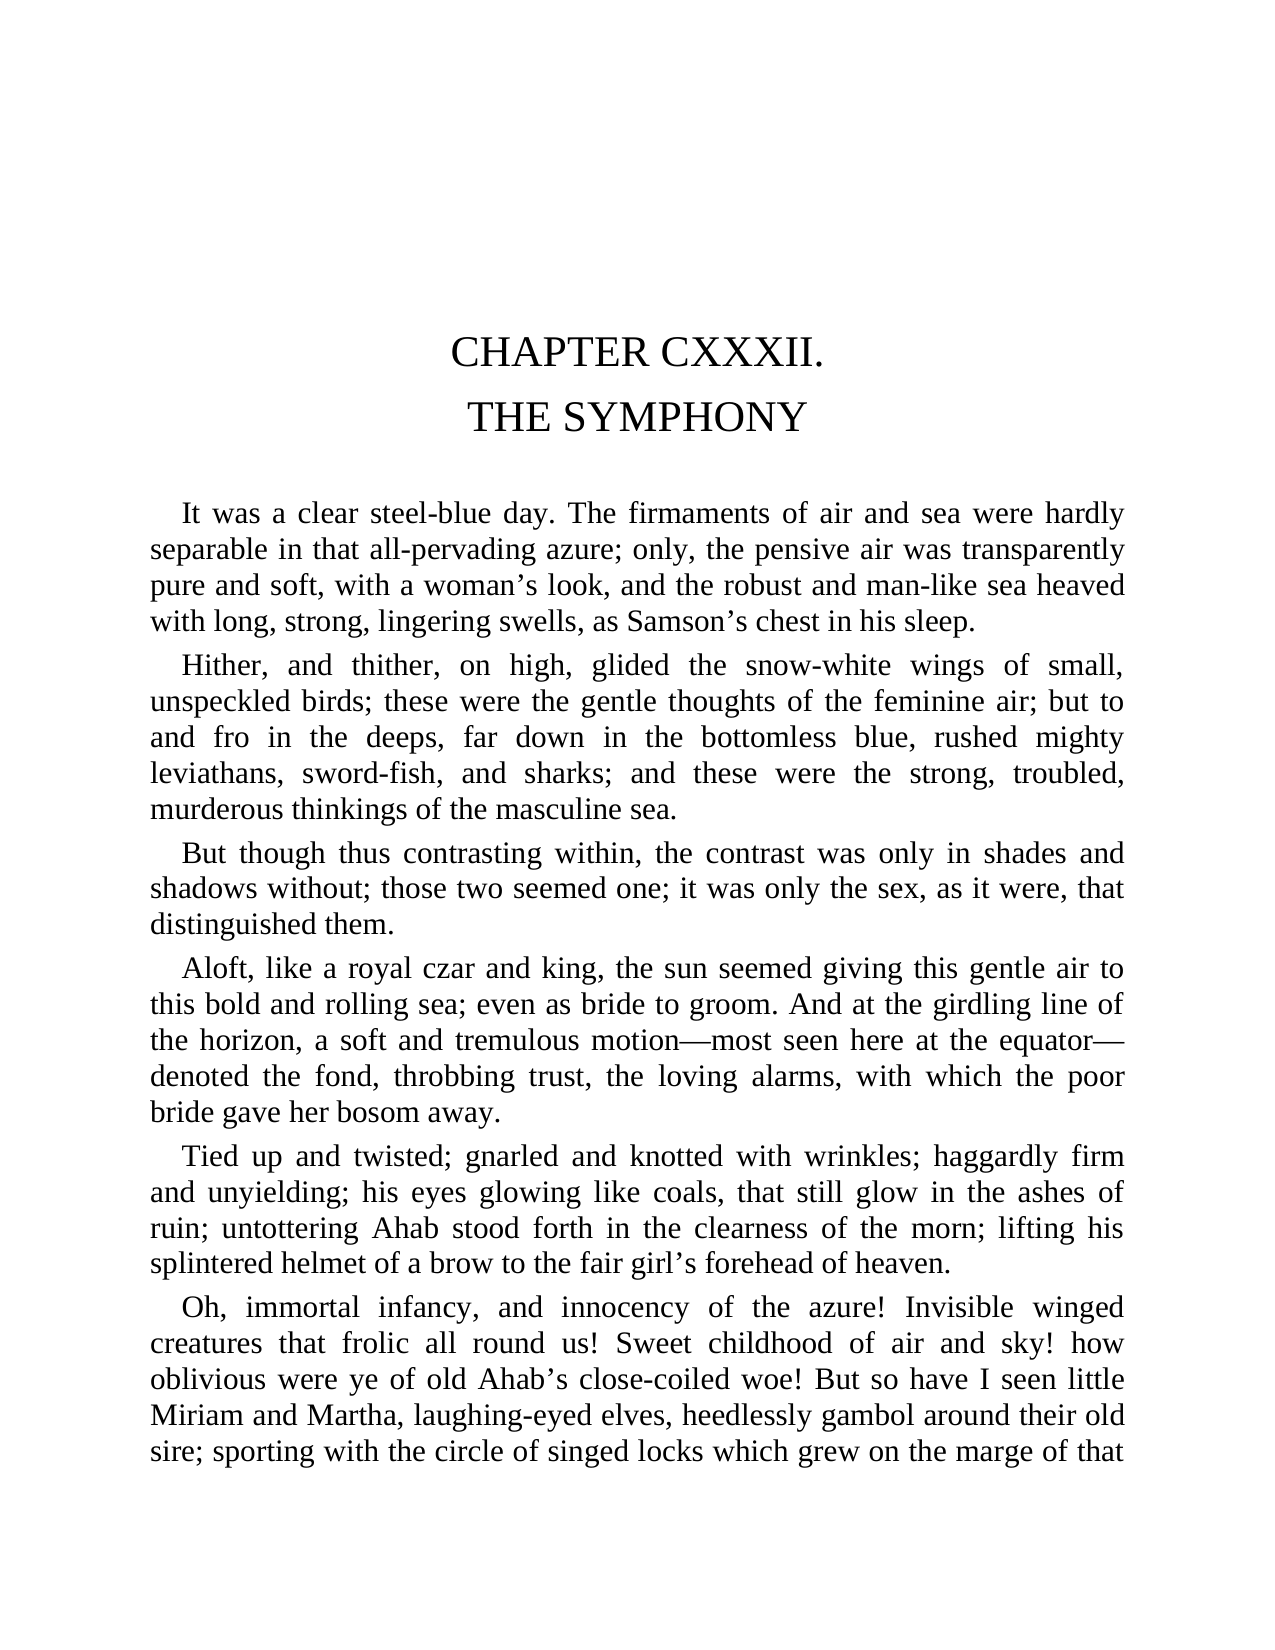 CHAPTER CXXXII.
THE SYMPHONY
It was a clear steel-blue day. The firmaments of air and sea were hardly
separable in that all-pervading azure; only, the pensive air was transparently
pure and soft, with a woman’s look, and the robust and man-like sea heaved
with long, strong, lingering swells, as Samson’s chest in his sleep.
Hither, and thither, on high, glided the snow-white wings of small,
unspeckled birds; these were the gentle thoughts of the feminine air; but to
and fro in the deeps, far down in the bottomless blue, rushed mighty
leviathans, sword-fish, and sharks; and these were the strong, troubled,
murderous thinkings of the masculine sea.
But though thus contrasting within, the contrast was only in shades and
shadows without; those two seemed one; it was only the sex, as it were, that
distinguished them.
Aloft, like a royal czar and king, the sun seemed giving this gentle air to
this bold and rolling sea; even as bride to groom. And at the girdling line of
the horizon, a soft and tremulous motion—most seen here at the equator—
denoted the fond, throbbing trust, the loving alarms, with which the poor
bride gave her bosom away.
Tied up and twisted; gnarled and knotted with wrinkles; haggardly firm
and unyielding; his eyes glowing like coals, that still glow in the ashes of
ruin; untottering Ahab stood forth in the clearness of the morn; lifting his
splintered helmet of a brow to the fair girl’s forehead of heaven.
Oh, immortal infancy, and innocency of the azure! Invisible winged
creatures that frolic all round us! Sweet childhood of air and sky! how
oblivious were ye of old Ahab’s close-coiled woe! But so have I seen little
Miriam and Martha, laughing-eyed elves, heedlessly gambol around their old
sire; sporting with the circle of singed locks which grew on the marge of that